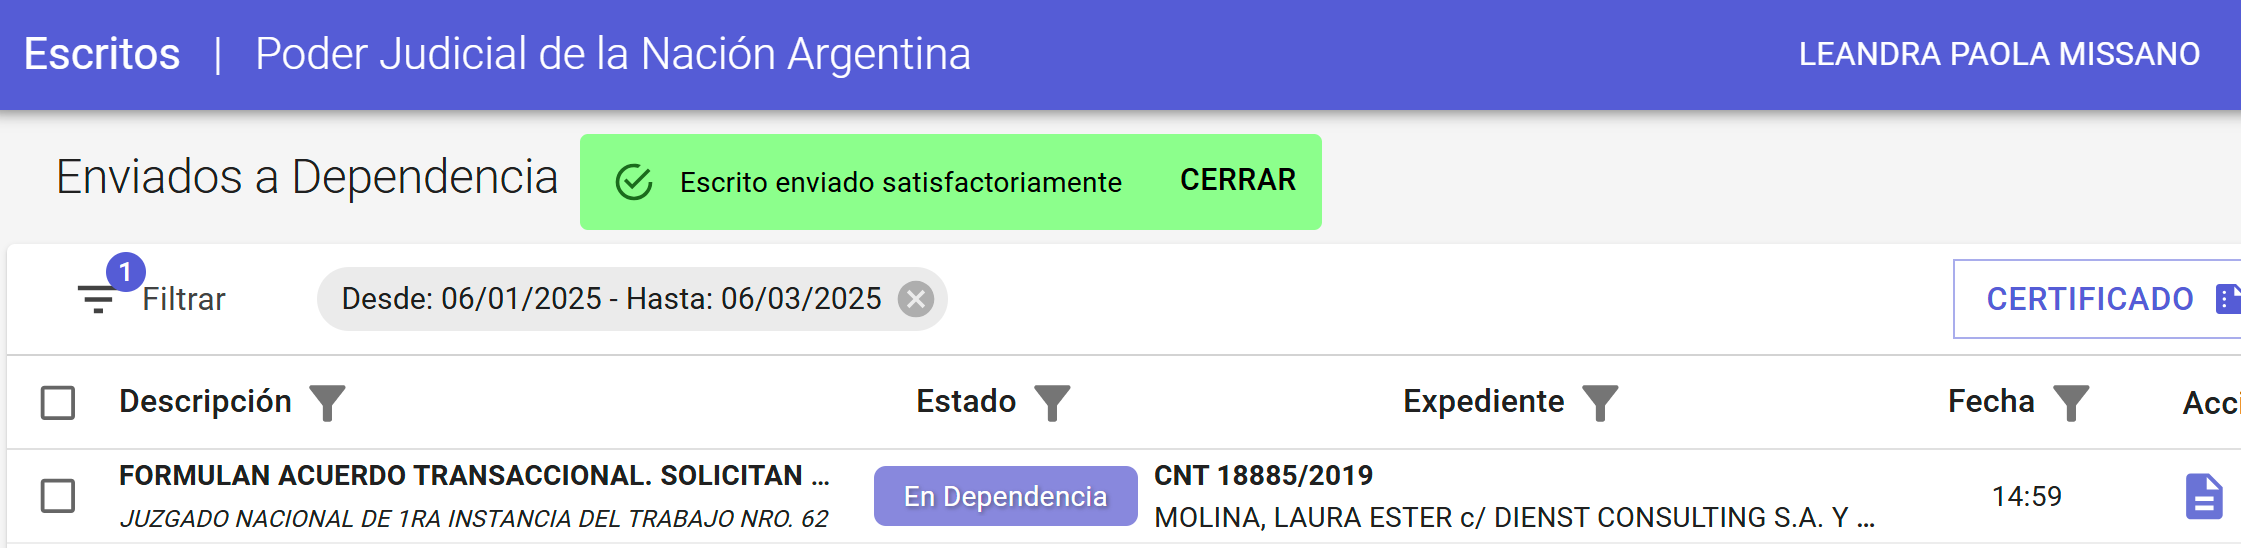 Escritos | Poder Judicial de la Nación Argentina
LEANDRA PAOLA MISSANO
Enviados a Dependencia
Escrito enviado satisfactoriamente CERRAR
1
Filtrar
Desde: 06/01/2025 - Hasta: 06/03/2025
CERTIFICADO
Descripción Estado Expediente Fecha Acci
FORMULAN ACUERDO TRANSACCIONAL. SOLICITAN ...
JUZGADO NACIONAL DE 1RA INSTANCIA DEL TRABAJO NRO. 62
En Dependencia
CNT 18885/2019
MOLINA, LAURA ESTER c/ DIENST CONSULTING S.A. Y ...
14:59